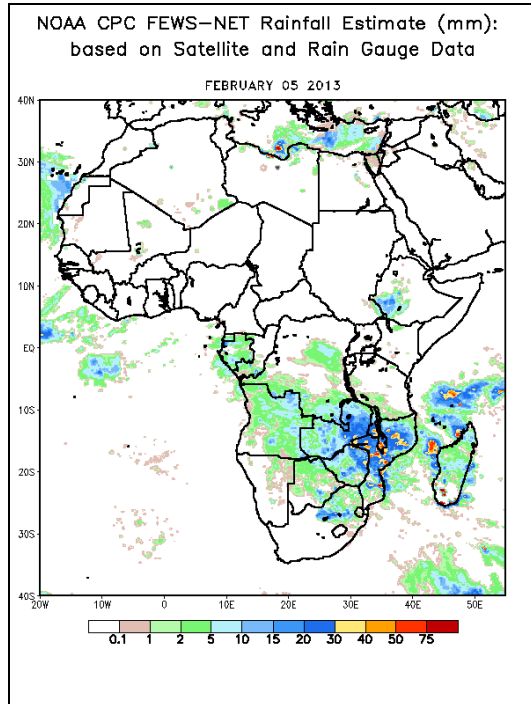 NOAA CPC FEWS-NET Rainfall Estimate (mm):
based on Satellite and Rain Gauge Data
FEBRUARY 05 2013
40N
30N
20N
10N
EQ
10S
20S
30S
40S
20W 10W 0 10E 20E 30E 40E 50E
0.1 1 2 5 10 15 20 30 40 50 75